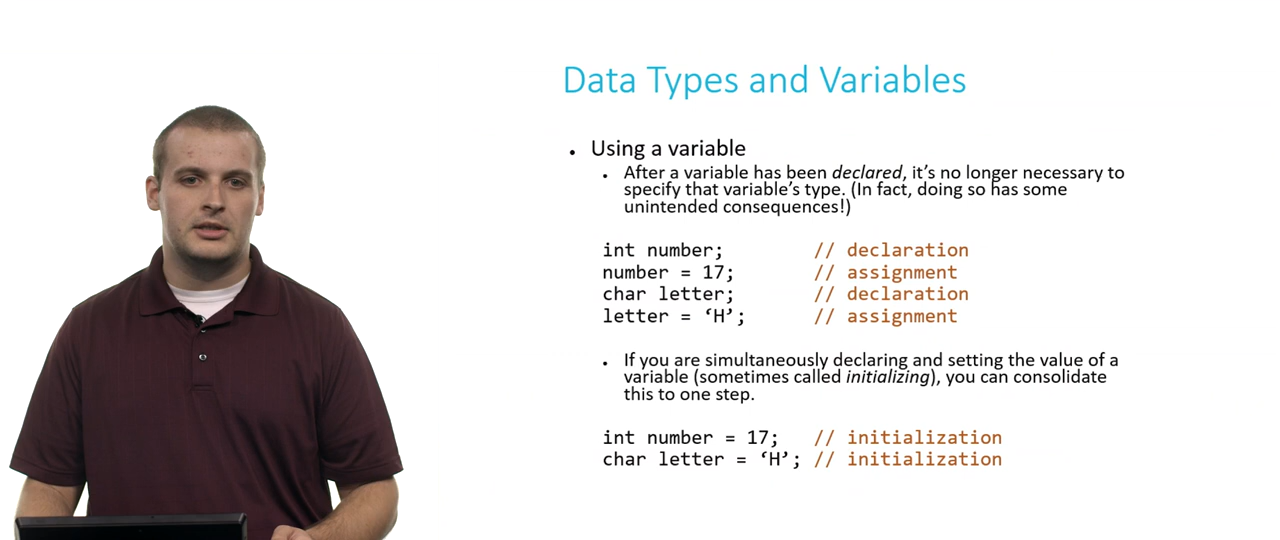 Data Types and Variables
• Using a variable
• After a variable has been declared, it’s no longer necessary to
specify that variable’s type. (In fact, doing so has some
unintended consequences!)
int number; // declaration
number = 17; // assignment
char letter; // declaration
letter = ‘H’; // assignment
• If you are simultaneously declaring and setting the value of a
variable (sometimes called initializing), you can consolidate
this to one step.
int number = 17; // initialization
char letter = ‘H’; // initialization